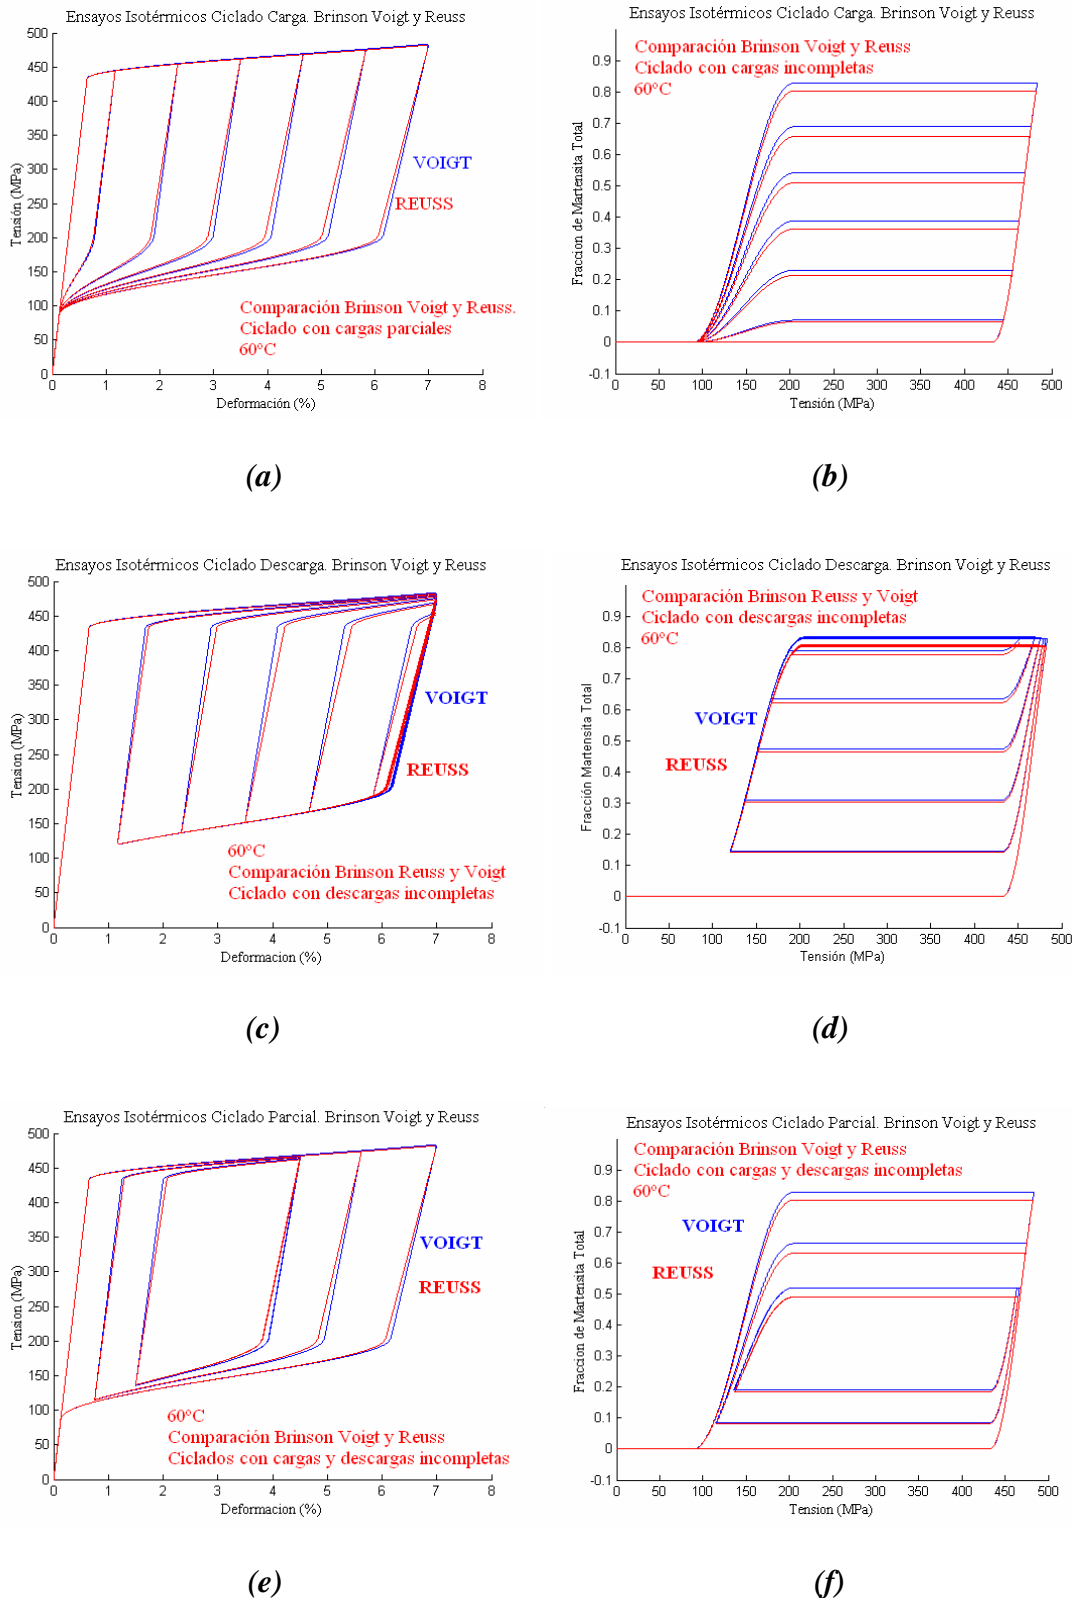 Ensayos Isotérmicos Ciclado Carga. Brinson Voigt y Reuss
500
450
400
350
300
250
200
150
100
50
0
Tensión (MPa)
VOIGT
REUSS
Comparación Brinson Voigt y Reuss.
Ciclado con cargas parciales
60°C
0 1 2 3 4 5 6 7 8
Deformación (%)
(a)
Ensayos Isotérmicos Ciclado Carga. Brinson Voigt y Reuss
Comparación Brinson Voigt y Reuss
Ciclado con cargas incompletas
60°C
0.9
0.8
0.7
0.6
0.5
0.4
0.3
0.2
0.1
0
-0.1
Fraccion de Martensita Total
0 50 100 150 200 250 300 350 400 450 500
Tensión (MPa)
(b)
Ensayos Isotérmicos Ciclado Descarga. Brinson Voigt y Reuss
500
450
400
350
300
250
200
150
100
50
0
Tension (MPa)
VOIGT
REUSS
60°C
Comparación Brinson Reuss y Voigt
Ciclado con descargas incompletas
0 1 2 3 4 5 6 7 8
Deformacion (%)
(c)
Ensayos Isotérmicos Ciclado Descarga. Brinson Voigt y Reuss
Comparación Brinson Reuss y Voigt
Ciclado con descargas incompletas
60°C
0.9
0.8
0.7
0.6
0.5
0.4
0.3
0.2
0.1
0
-0.1
Fracción Martensita Total
VOIGT
REUSS
0 50 100 150 200 250 300 350 400 450 500
Tensión (MPa)
(d)
Ensayos Isotérmicos Ciclado Parcial. Brinson Voigt y Reuss
500
450
400
350
300
250
200
150
100
50
0
Tension (MPa)
VOIGT
REUSS
60°C
Comparación Brinson Voigt y Reuss
Ciclados con cargas y descargas incompletas
0 1 2 3 4 5 6 7 8
Deformación (%)
(e)
Ensayos Isotérmicos Ciclado Parcial. Brinson Voigt y Reuss
Comparación Brinson Voigt y Reuss
Ciclado con cargas y descargas incompletas
60°C
0.9
0.8
0.7
0.6
0.5
0.4
0.3
0.2
0.1
0
-0.1
Fraccion de Martensita Total
VOIGT
REUSS
0 50 100 150 200 250 300 350 400 450 500
Tension (MPa)
(f)